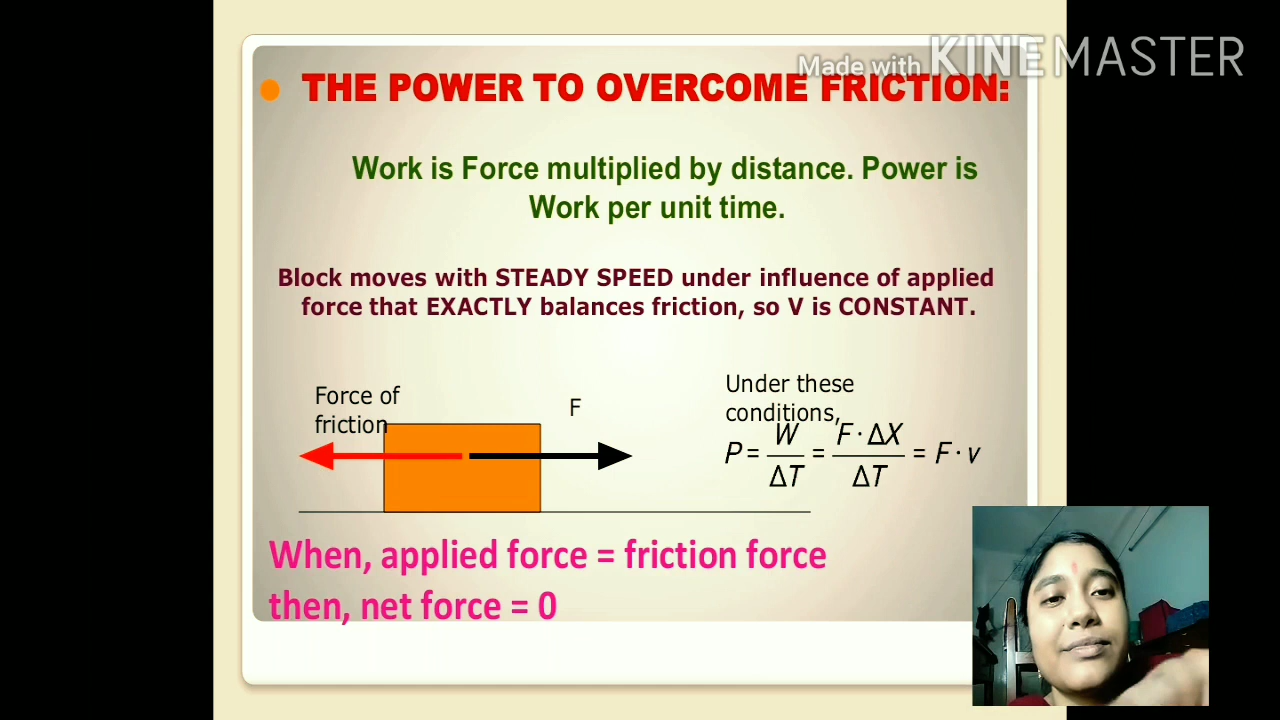 Made with KINEMASTER
THE POWER TO OVERCOME FRICTION:
Work is Force multiplied by distance. Power is
Work per unit time.
Block moves with STEADY SPEED under influence of applied
force that EXACTLY balances friction, so V is CONSTANT.
Force of
friction
F
Under these
conditions,
P = W/ΔT = F·ΔX/ΔT = F·v
When, applied force = friction force
then, net force = 0